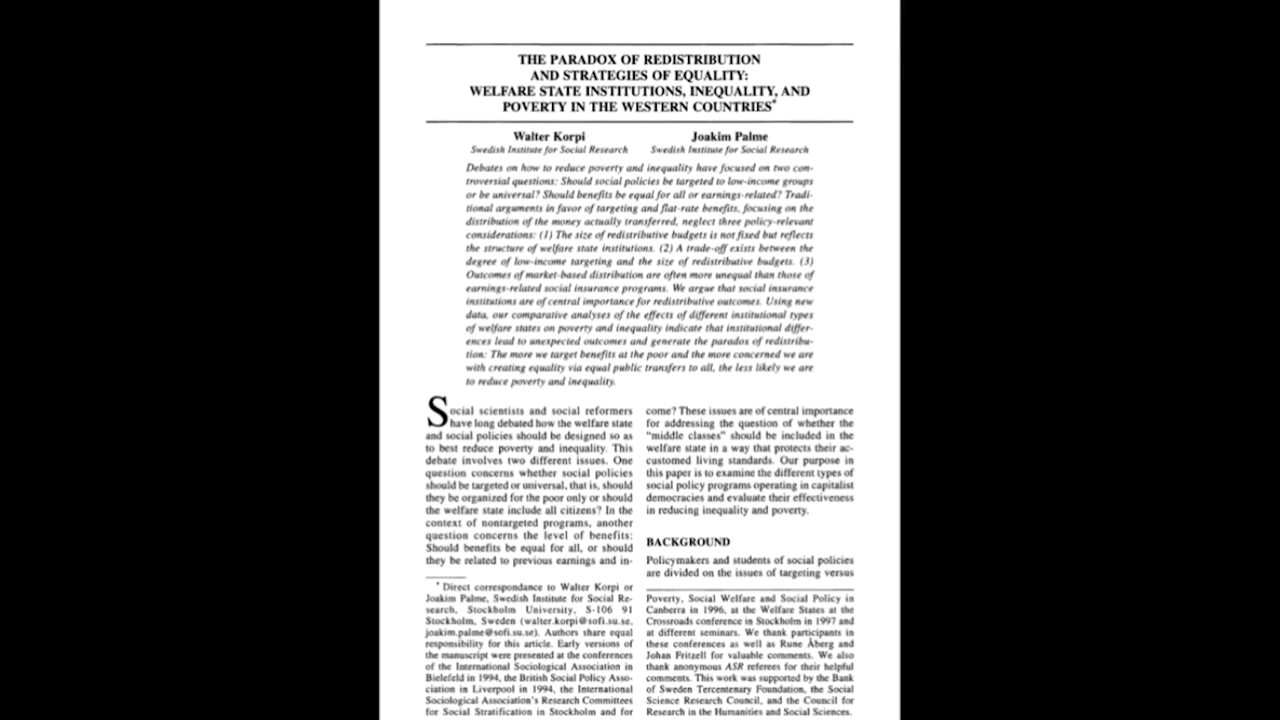 THE PARADOX OF REDISTRIBUTION
AND STRATEGIES OF EQUALITY:
WELFARE STATE INSTITUTIONS, INEQUALITY, AND
POVERTY IN THE WESTERN COUNTRIES*
Walter Korpi
Swedish Institute for Social Research
Joakim Palme
Swedish Institute for Social Research
Debates on how to reduce poverty and inequality have focused on two con-
troversial questions: Should social policies be targeted to low-income groups
or be universal? Should benefits be equal for all or earnings-related? Tradi-
tional arguments in favor of targeting and flat-rate benefits, focusing on the
distribution of the money actually transferred, neglect three policy-relevant
considerations: (1) The size of redistributive budgets is not fixed but reflects
the structure of welfare state institutions. (2) A trade-off exists between the
degree of low-income targeting and the size of redistributive budgets. (3)
Outcomes of market-based distribution are often more unequal than those of
earnings-related social insurance programs. We argue that social insurance
institutions are of central importance for redistributive outcomes. Using new
data, our comparative analyses of the effects of different institutional types
of welfare states on poverty and inequality indicate that institutional differ-
ences lead to unexpected outcomes and generate the paradox of redistribu-
tion: The more we target benefits at the poor and the more concerned we are
with creating equality via equal public transfers to all, the less likely we are
to reduce poverty and inequality.
Social scientists and social reformers
have long debated how the welfare state
and social policies should be designed so as
to best reduce poverty and inequality. This
debate involves two different issues. One
question concerns whether social policies
should be targeted or universal, that is, should
they be organized for the poor only or should
the welfare state include all citizens? In the
context of nontargeted programs, another
question concerns the level of benefits:
Should benefits be equal for all, or should
they be related to previous earnings and in-
* Direct correspondence to Walter Korpi or
Joakim Palme, Swedish Institute for Social Re-
search, Stockholm University, S-106 91
Stockholm, Sweden (walter.korpi@sofi.su.se,
joakim.palme@sofi.su.se). Authors share equal
responsibility for this article. Early versions of
the manuscript were presented at the conferences
of the International Sociological Association in
Bielefeld in 1994, the British Social Policy Asso-
ciation in Liverpool in 1994, the International
Sociological Association's Research Committees
for Social Stratification in Stockholm and for
come? These issues are of central importance
for addressing the question of whether the
"middle classes" should be included in the
welfare state in a way that protects their ac-
customed living standards. Our purpose in
this paper is to examine the different types of
social policy programs operating in capitalist
democracies and evaluate their effectiveness
in reducing inequality and poverty.
BACKGROUND
Policymakers and students of social policies
are divided on the issues of targeting versus
Poverty, Social Welfare and Social Policy in
Canberra in 1996, at the Welfare States at the
Crossroads conference in Stockholm in 1997 and
at different seminars. We thank participants in
these conferences as well as Rune Åberg and
Johan Fritzell for valuable comments. We also
thank anonymous ASR referees for their helpful
comments. This work was supported by the Bank
of Sweden Tercentenary Foundation, the Social
Science Research Council, and the Council for
Research in the Humanities and Social Sciences.